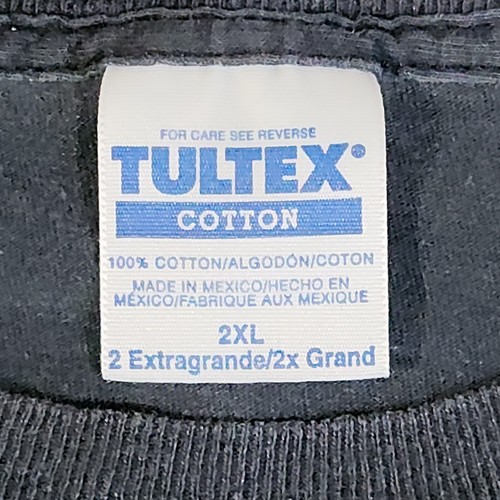 FOR CARE SEE REVERSE
TULTEX®
COTTON
100% COTTON/ALGODÓN/COTON
MADE IN MEXICO/HECHO EN
MÉXICO/FABRIQUE AUX MEXIQUE
2XL
2 Extragrande/2x Grand